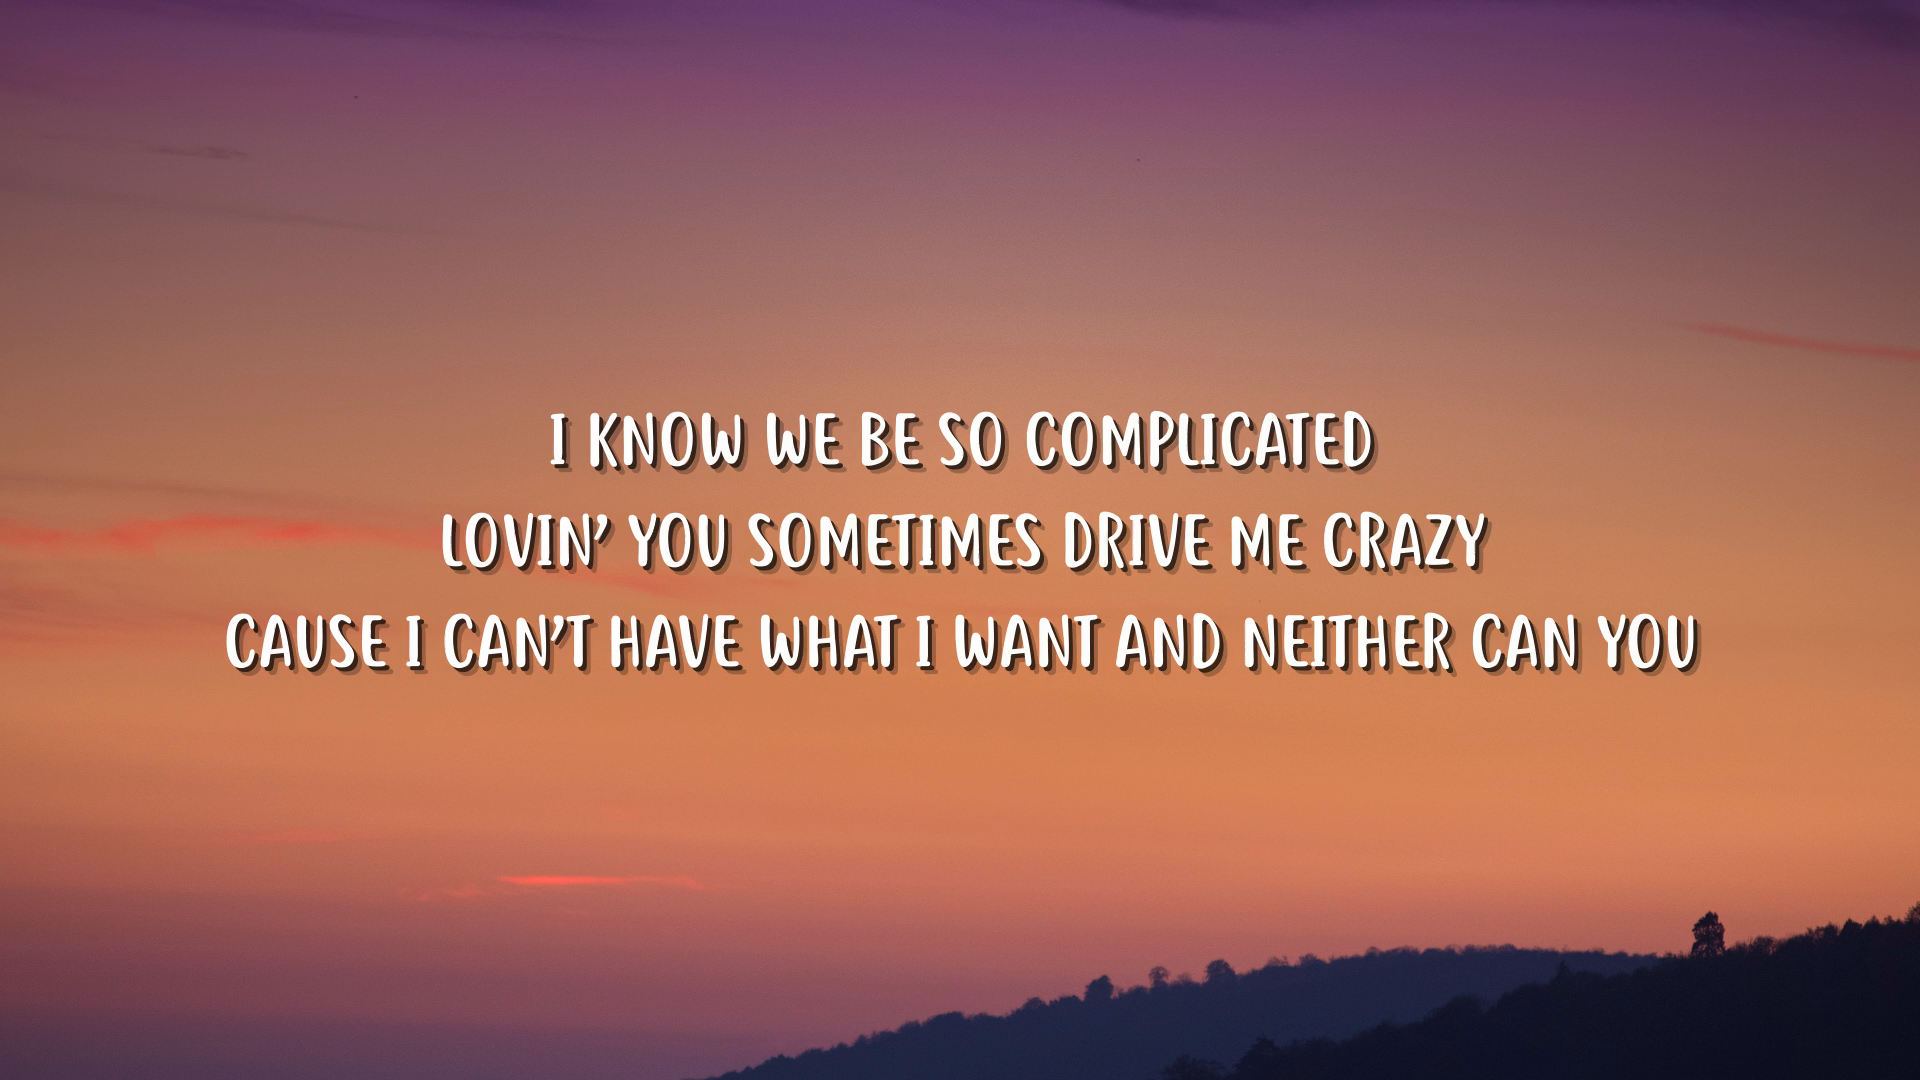 I KNOW WE BE SO COMPLICATED
LOVIN’ YOU SOMETIMES DRIVE ME CRAZY
CAUSE I CAN’T HAVE WHAT I WANT AND NEITHER CAN YOU